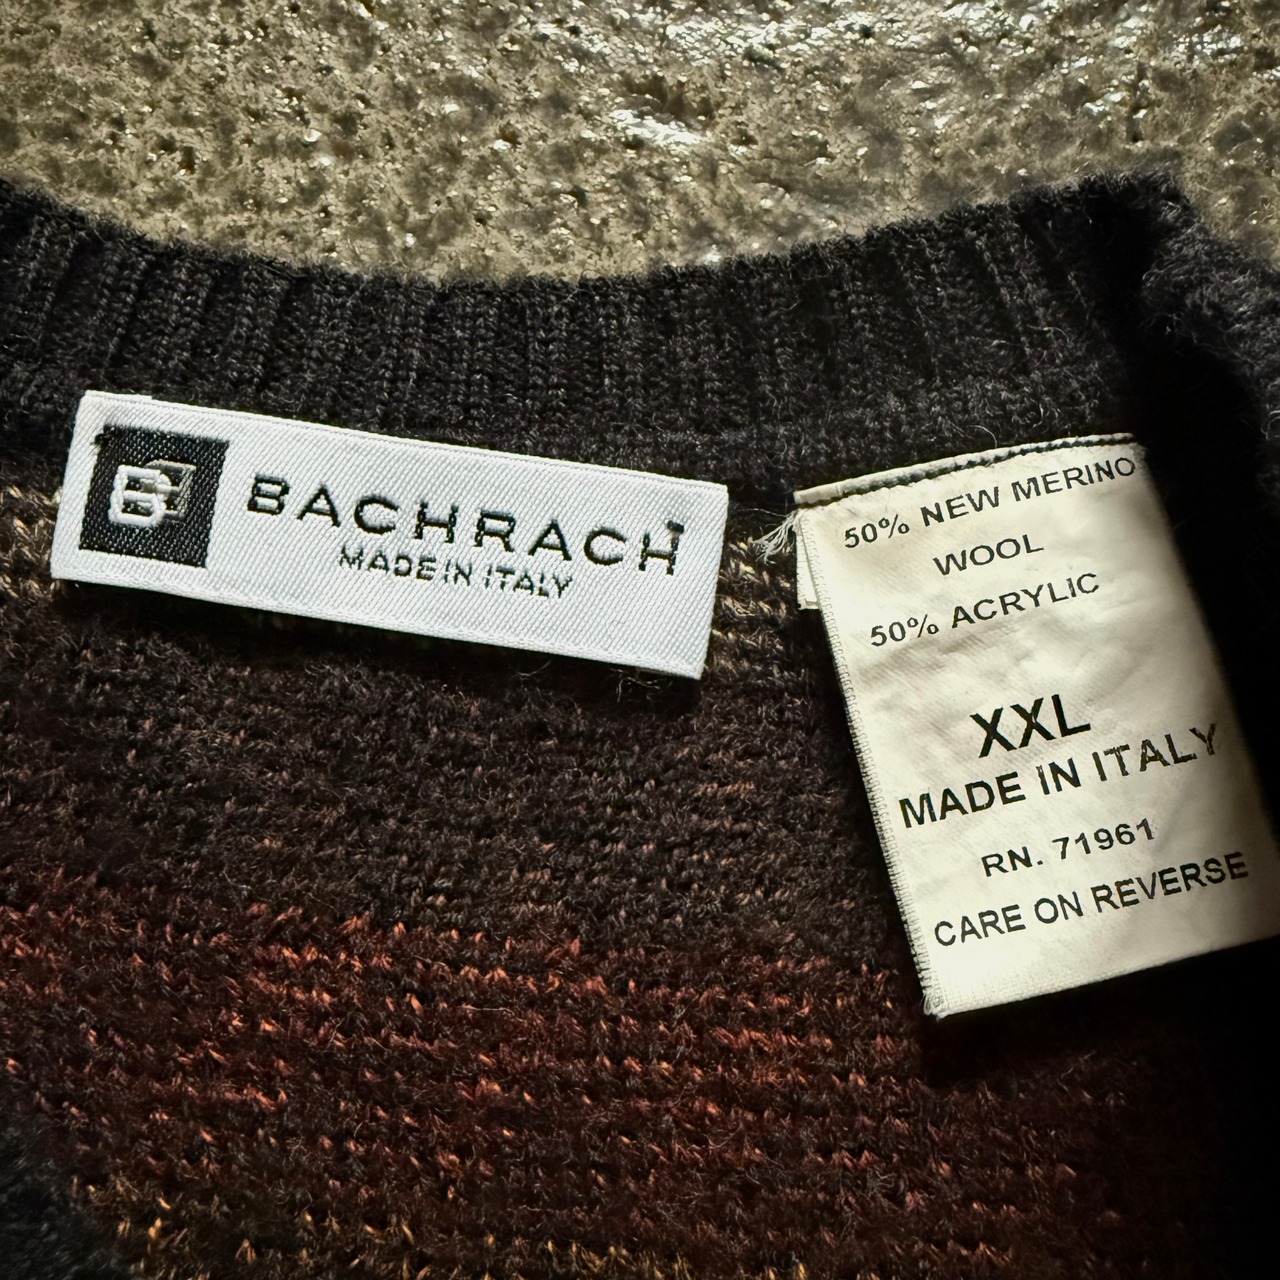 BACHRACH
MADE IN ITALY
50% NEW MERINO
WOOL
50% ACRYLIC
XXL
MADE IN ITALY
RN. 71961
CARE ON REVERSE